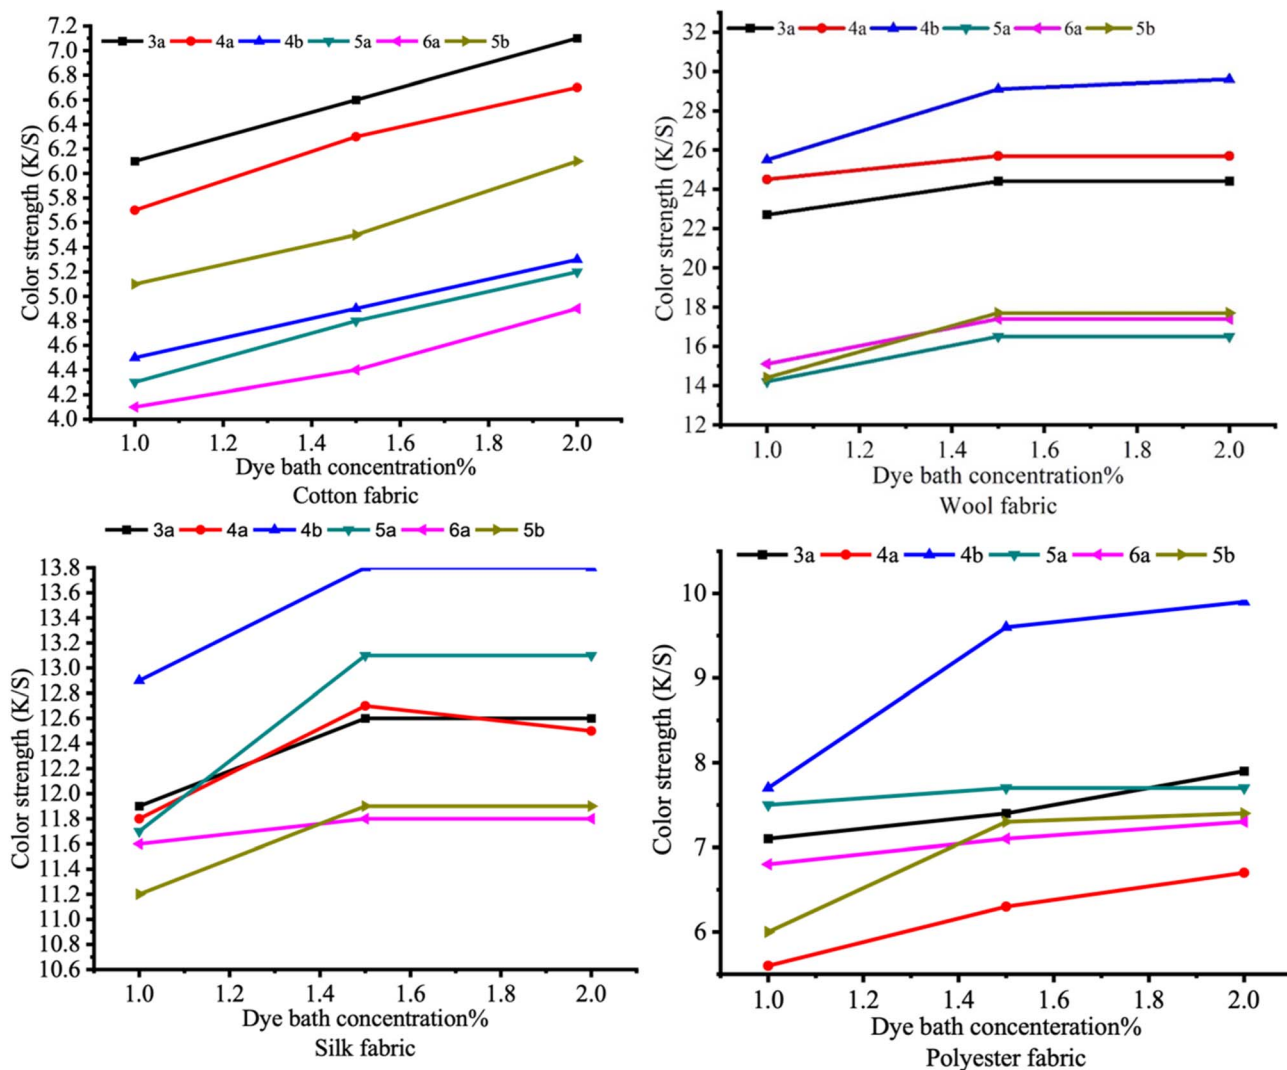 3a 4a 4b 5a 6a 5b
7.2
7.0
6.8
6.6
6.4
6.2
6.0
5.8
5.6
5.4
5.2
5.0
4.8
4.6
4.4
4.2
4.0
Color strength (K/S)
1.0 1.2 1.4 1.6 1.8 2.0
Dye bath concentration%
Cotton fabric
3a 4a 4b 5a 6a 5b
32
30
28
26
24
22
20
18
16
14
12
Color strength (K/S)
1.0 1.2 1.4 1.6 1.8 2.0
Dye bath concentration%
Wool fabric
3a 4a 4b 5a 6a 5b
13.8
13.6
13.4
13.2
13.0
12.8
12.6
12.4
12.2
12.0
11.8
11.6
11.4
11.2
11.0
10.8
10.6
Color strength (K/S)
1.0 1.2 1.4 1.6 1.8 2.0
Dye bath concentration%
Silk fabric
3a 4a 4b 5a 6a 5b
10
9
8
7
6
Color strength (K/S)
1.0 1.2 1.4 1.6 1.8 2.0
Dye bath concenteration%
Polyester fabric